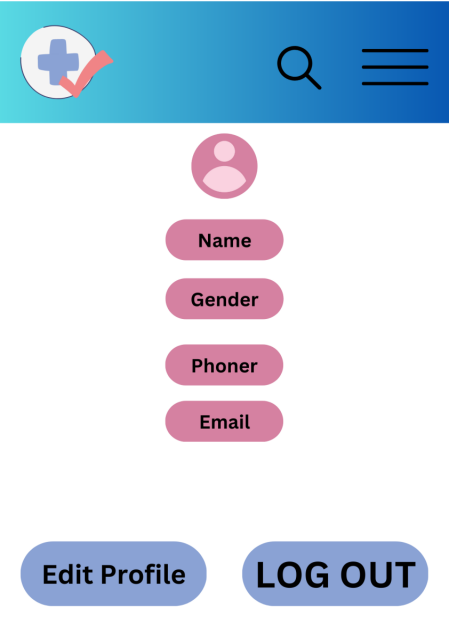 Name
Gender
Phoner
Email
Edit Profile
LOG OUT